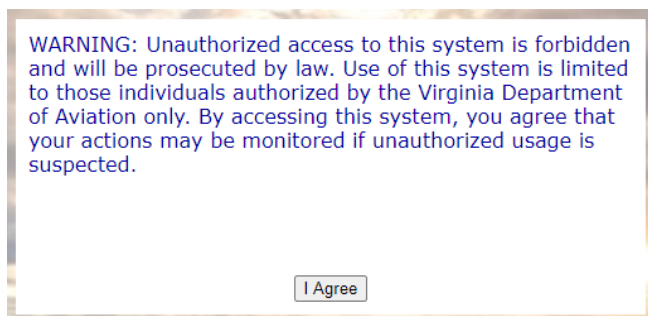 WARNING: Unauthorized access to this system is forbidden
and will be prosecuted by law. Use of this system is limited
to those individuals authorized by the Virginia Department
of Aviation only. By accessing this system, you agree that
your actions may be monitored if unauthorized usage is
suspected.
I Agree